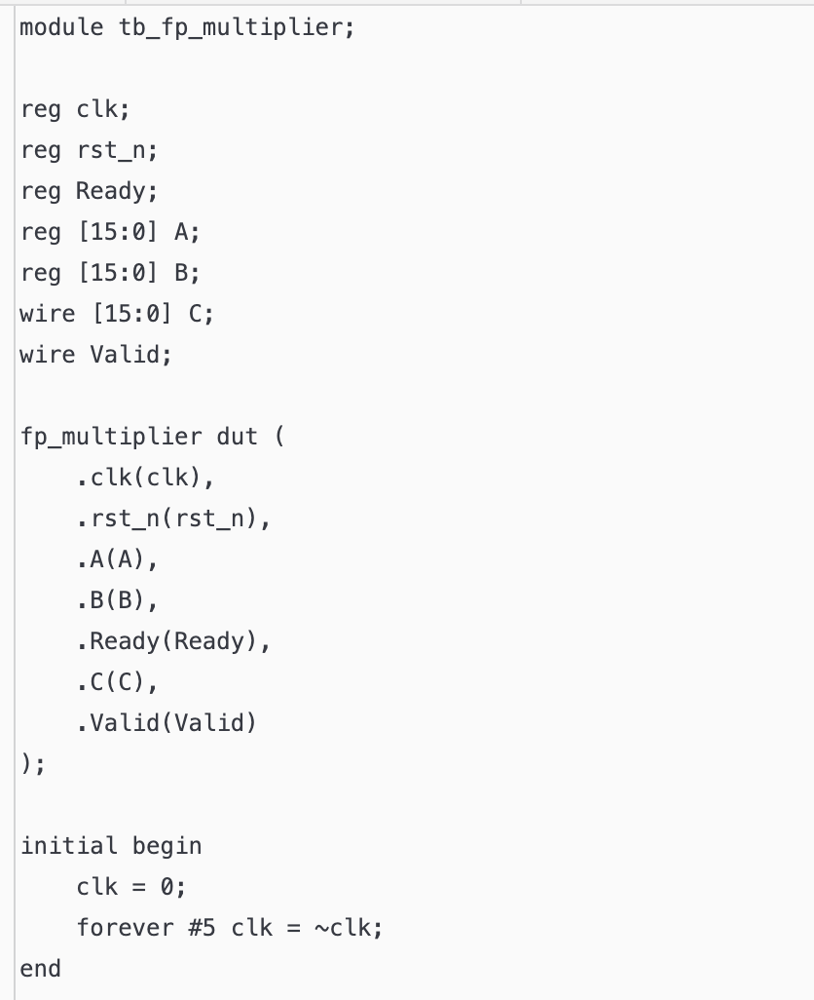 module tb_fp_multiplier;
reg clk;
reg rst_n;
reg Ready;
reg [15:0] A;
reg [15:0] B;
wire [15:0] C;
wire Valid;
fp_multiplier dut (
    .clk(clk),
    .rst_n(rst_n),
    .A(A),
    .B(B),
    .Ready(Ready),
    .C(C),
    .Valid(Valid)
);
initial begin
    clk = 0;
    forever #5 clk = ~clk;
end